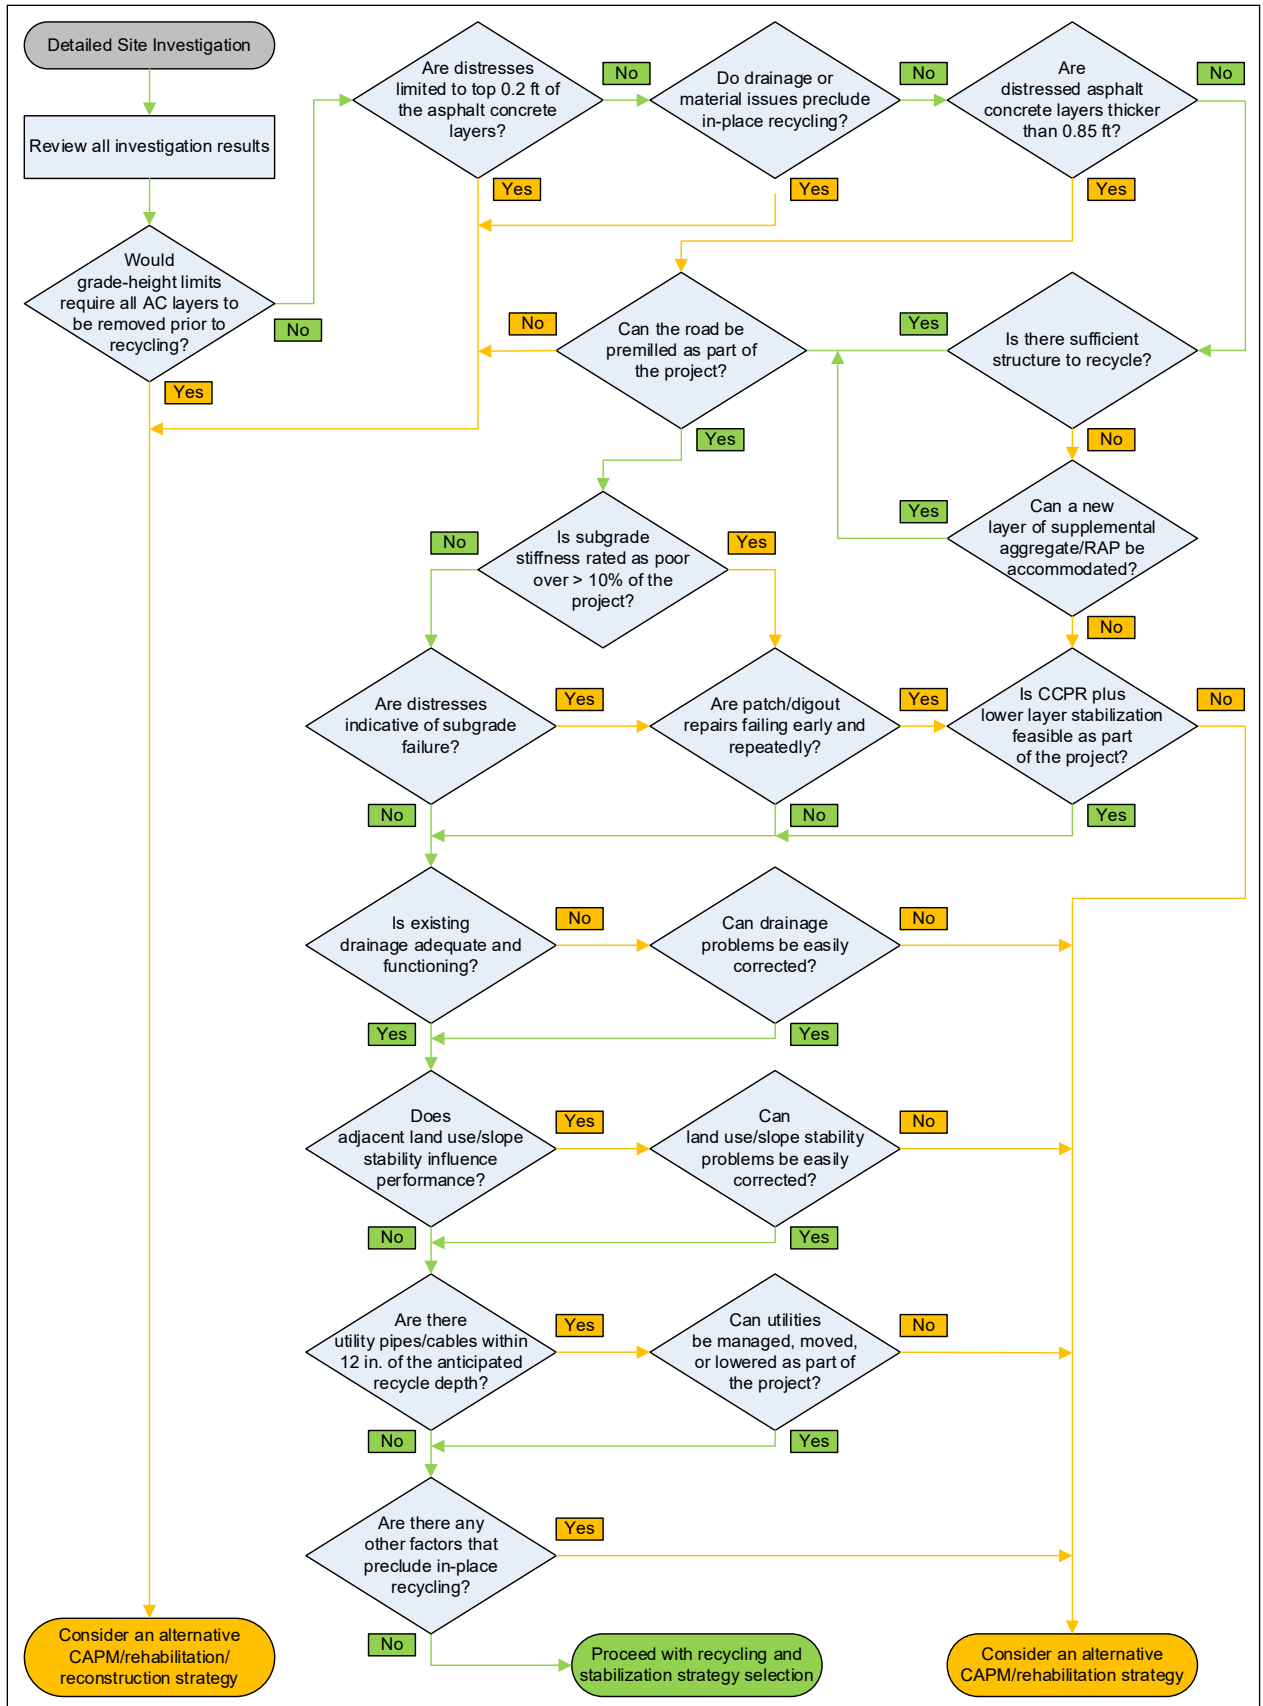 Detailed Site Investigation
Review all investigation results
Would
grade-height limits
require all AC layers to
be removed prior to
recycling?
No
Yes
Are distresses
limited to top 0.2 ft of
the asphalt concrete
layers?
No
Yes
Do drainage or
material issues preclude
in-place recycling?
No
Yes
Are
distressed asphalt
concrete layers thicker
than 0.85 ft?
No
Yes
Can the road be
premilled as part of
the project?
No
Yes
Is there sufficient
structure to recycle?
Yes
No
Can a new
layer of supplemental
aggregate/RAP be
accommodated?
Yes
No
Is subgrade
stiffness rated as poor
over > 10% of the
project?
No
Yes
Are distresses
indicative of subgrade
failure?
Yes
No
Are patch/digout
repairs failing early and
repeatedly?
Yes
No
Is CCPR plus
lower layer stabilization
feasible as part
of the project?
No
Yes
Is existing
drainage adequate and
functioning?
No
Yes
Can drainage
problems be easily
corrected?
No
Yes
Does
adjacent land use/slope
stability influence
performance?
Yes
No
Can
land use/slope stability
problems be easily
corrected?
No
Yes
Are there
utility pipes/cables within
12 in. of the anticipated
recycle depth?
Yes
No
Can utilities
be managed, moved,
or lowered as part of
the project?
No
Yes
Are there any
other factors that
preclude in-place
recycling?
Yes
No
Consider an alternative
CAPM/rehabilitation/
reconstruction strategy
Proceed with recycling and
stabilization strategy selection
Consider an alternative
CAPM/rehabilitation strategy